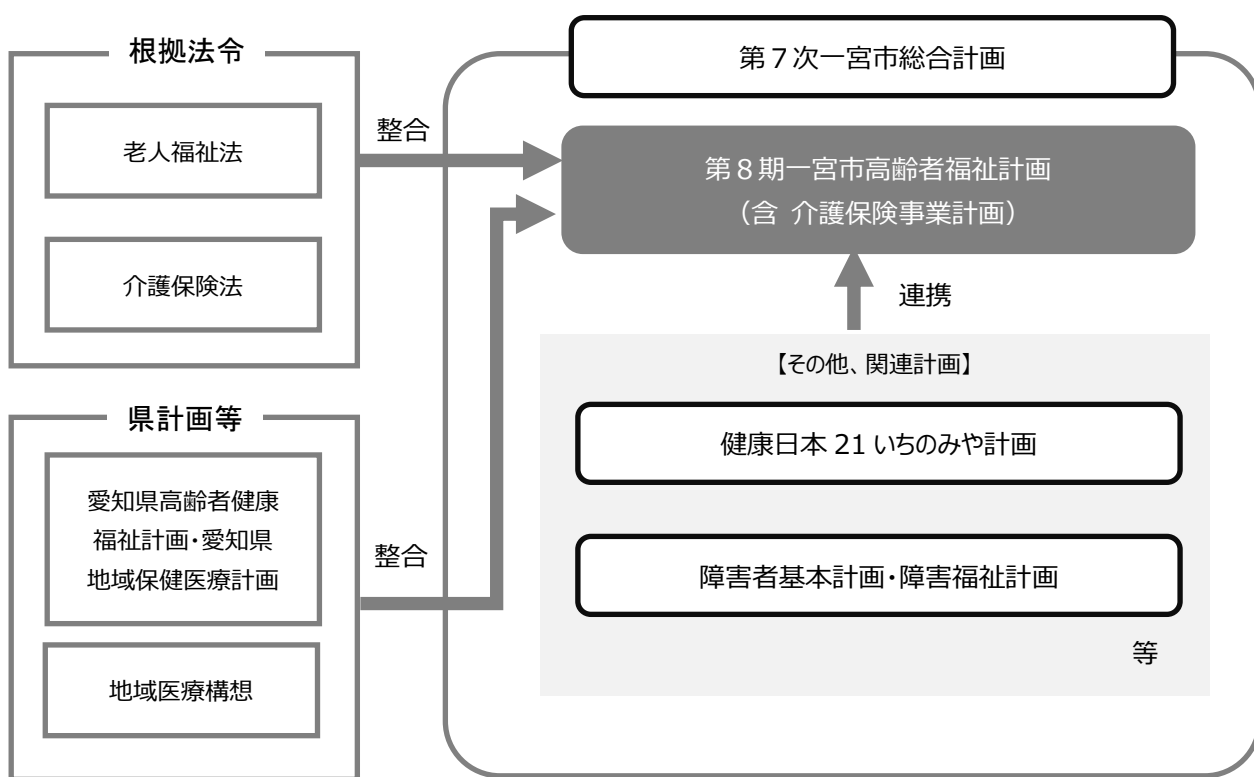 根拠法令
老人福祉法
介護保険法
整合
県計画等
愛知県高齢者健康
福祉計画・愛知県
地域保健医療計画
地域医療構想
整合
第7次一宮市総合計画
第8期一宮市高齢者福祉計画
(含 介護保険事業計画)
連携
【その他、関連計画】
健康日本21いちのみや計画
障害者基本計画・障害福祉計画
等